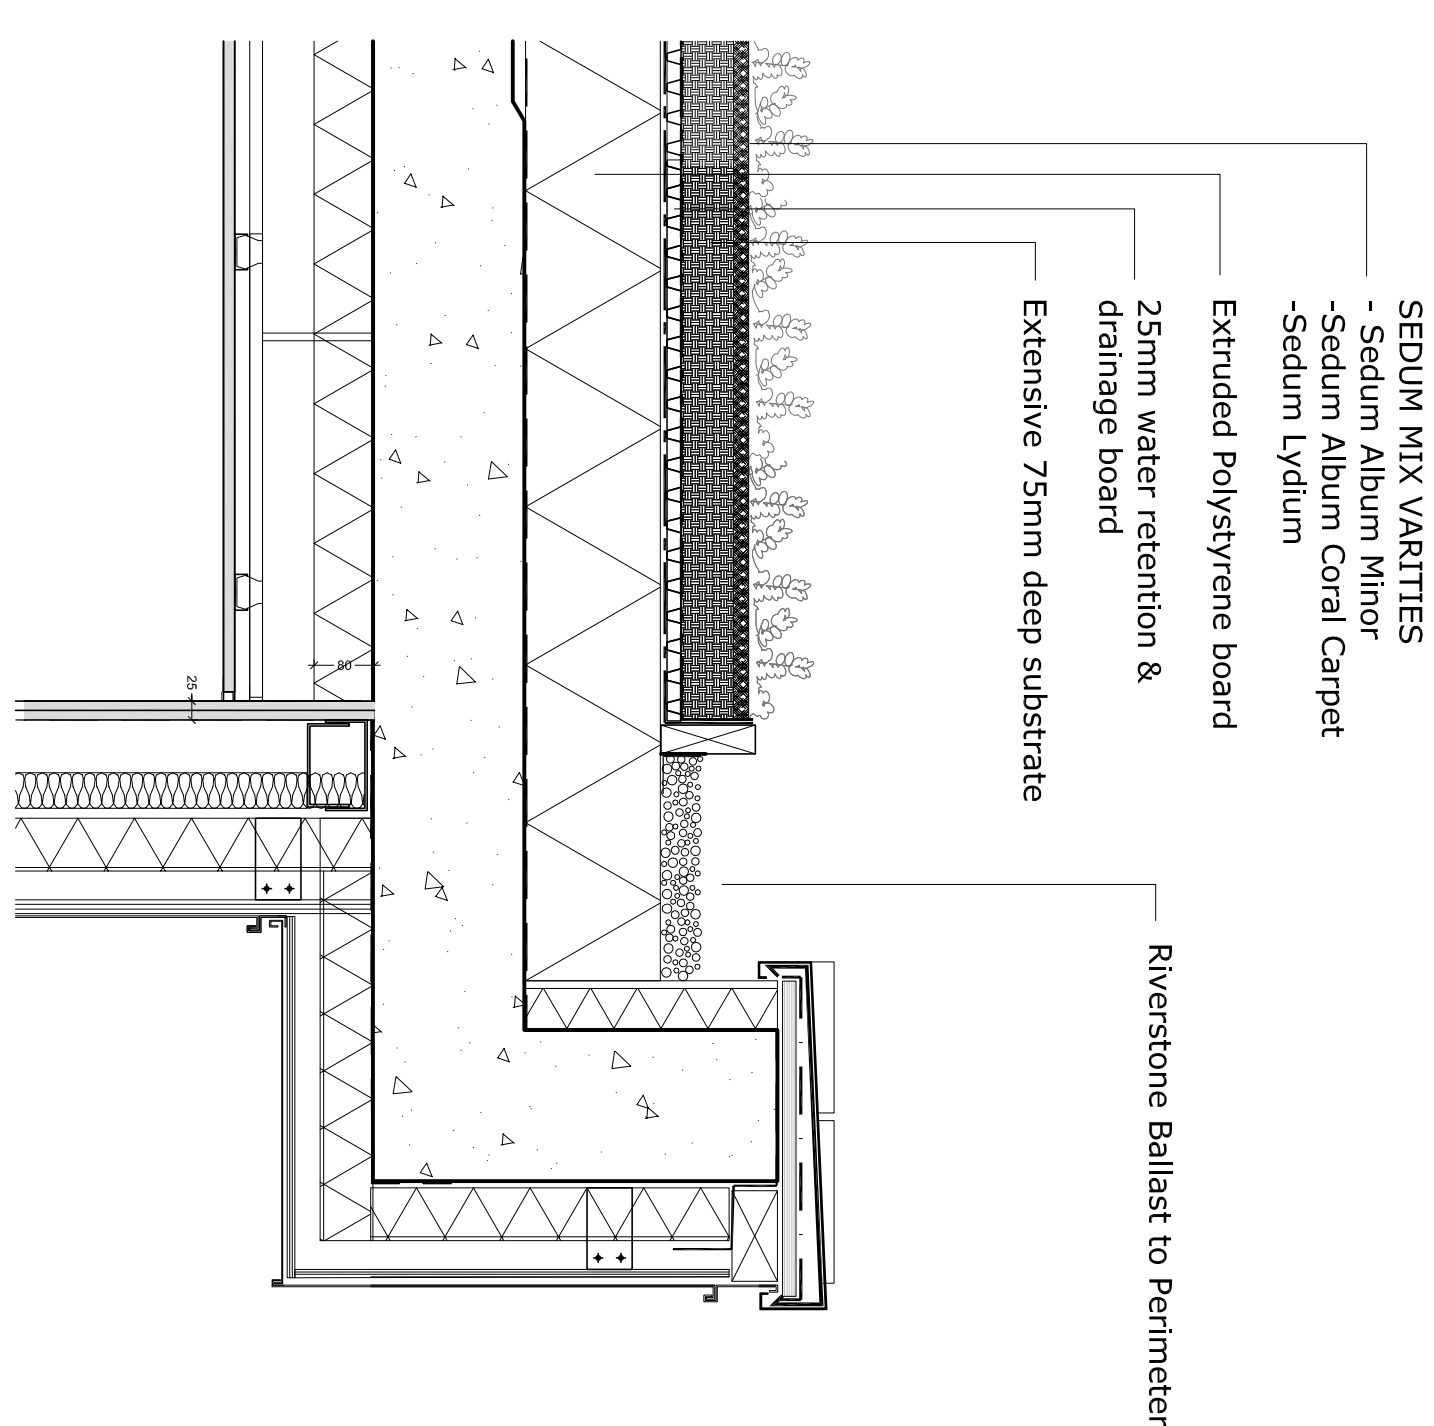 SEDUM MIX VARITIES
- Sedum Album Minor
-Sedum Album Coral Carpet
-Sedum Lydium
Extruded Polystyrene board
25mm water retention &
drainage board
Extensive 75mm deep substrate
Riverstone Ballast to Perimeter
80
25